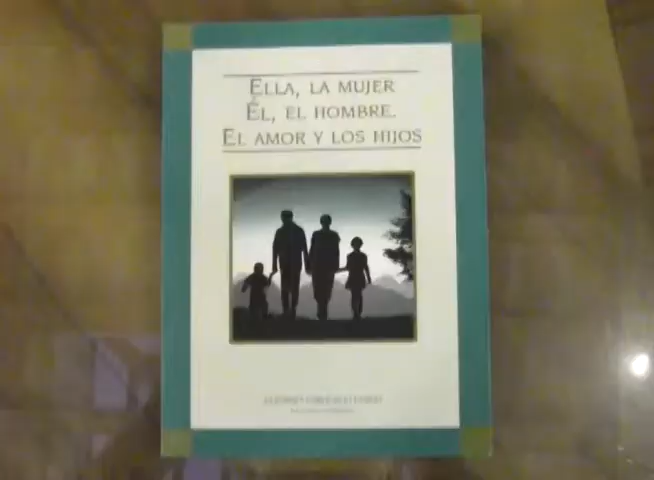 ELLA, LA MUJER
ÉL, EL HOMBRE.
EL AMOR Y LOS HIJOS